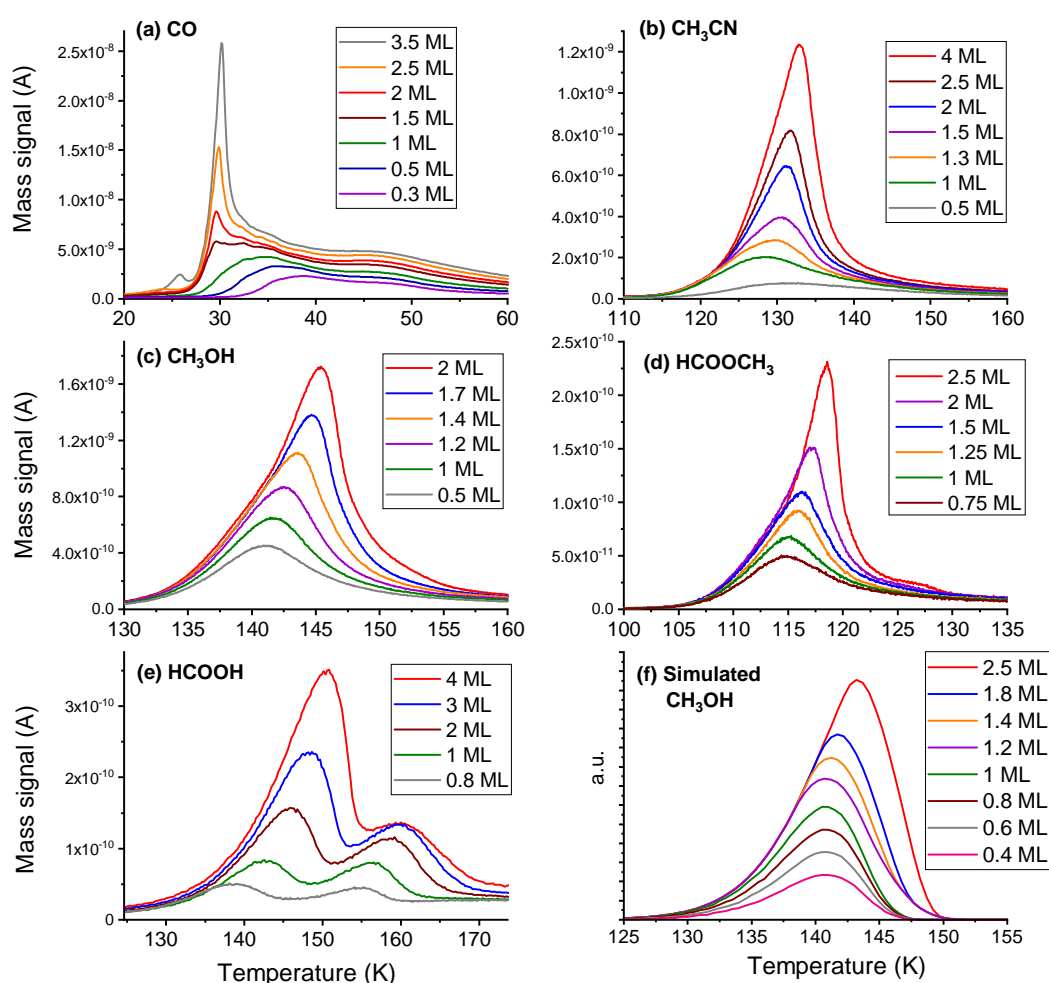 (a) CO
Mass signal (A)
2.5x10⁻⁸
2.0x10⁻⁸
1.5x10⁻⁸
1.0x10⁻⁸
5.0x10⁻⁹
0.0
20
30
40
50
60
3.5 ML
2.5 ML
2 ML
1.5 ML
1 ML
0.5 ML
0.3 ML
(b) CH₃CN
1.2x10⁻⁹
1.0x10⁻⁹
8.0x10⁻¹⁰
6.0x10⁻¹⁰
4.0x10⁻¹⁰
2.0x10⁻¹⁰
0.0
110
120
130
140
150
160
4 ML
2.5 ML
2 ML
1.5 ML
1.3 ML
1 ML
0.5 ML
(c) CH₃OH
Mass signal (A)
1.6x10⁻⁹
1.2x10⁻⁹
8.0x10⁻¹⁰
4.0x10⁻¹⁰
0.0
130
135
140
145
150
155
160
2 ML
1.7 ML
1.4 ML
1.2 ML
1 ML
0.5 ML
(d) HCOOCH₃
2.5x10⁻¹⁰
2.0x10⁻¹⁰
1.5x10⁻¹⁰
1.0x10⁻¹⁰
5.0x10⁻¹¹
0.0
100
105
110
115
120
125
130
135
2.5 ML
2 ML
1.5 ML
1.25 ML
1 ML
0.75 ML
(e) HCOOH
Mass signal (A)
3x10⁻¹⁰
2x10⁻¹⁰
1x10⁻¹⁰
0
130
140
150
160
170
Temperature (K)
4 ML
3 ML
2 ML
1 ML
0.8 ML
(f) Simulated
CH₃OH
a.u.
125
130
135
140
145
150
155
Temperature (K)
2.5 ML
1.8 ML
1.4 ML
1.2 ML
1 ML
0.8 ML
0.6 ML
0.4 ML